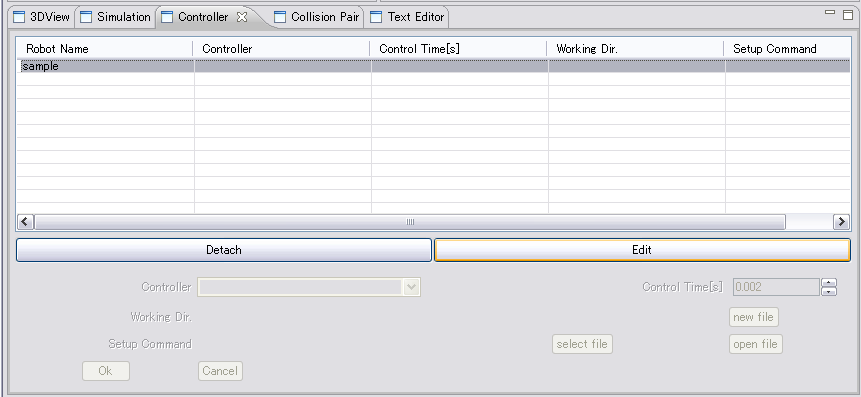 3DView Simulation Controller Collision Pair Text Editor
Robot Name Controller Control Time[s] Working Dir. Setup Command
sample
Detach Edit
Controller Control Time[s] 0.002
Working Dir. new file
Setup Command select file open file
Ok Cancel